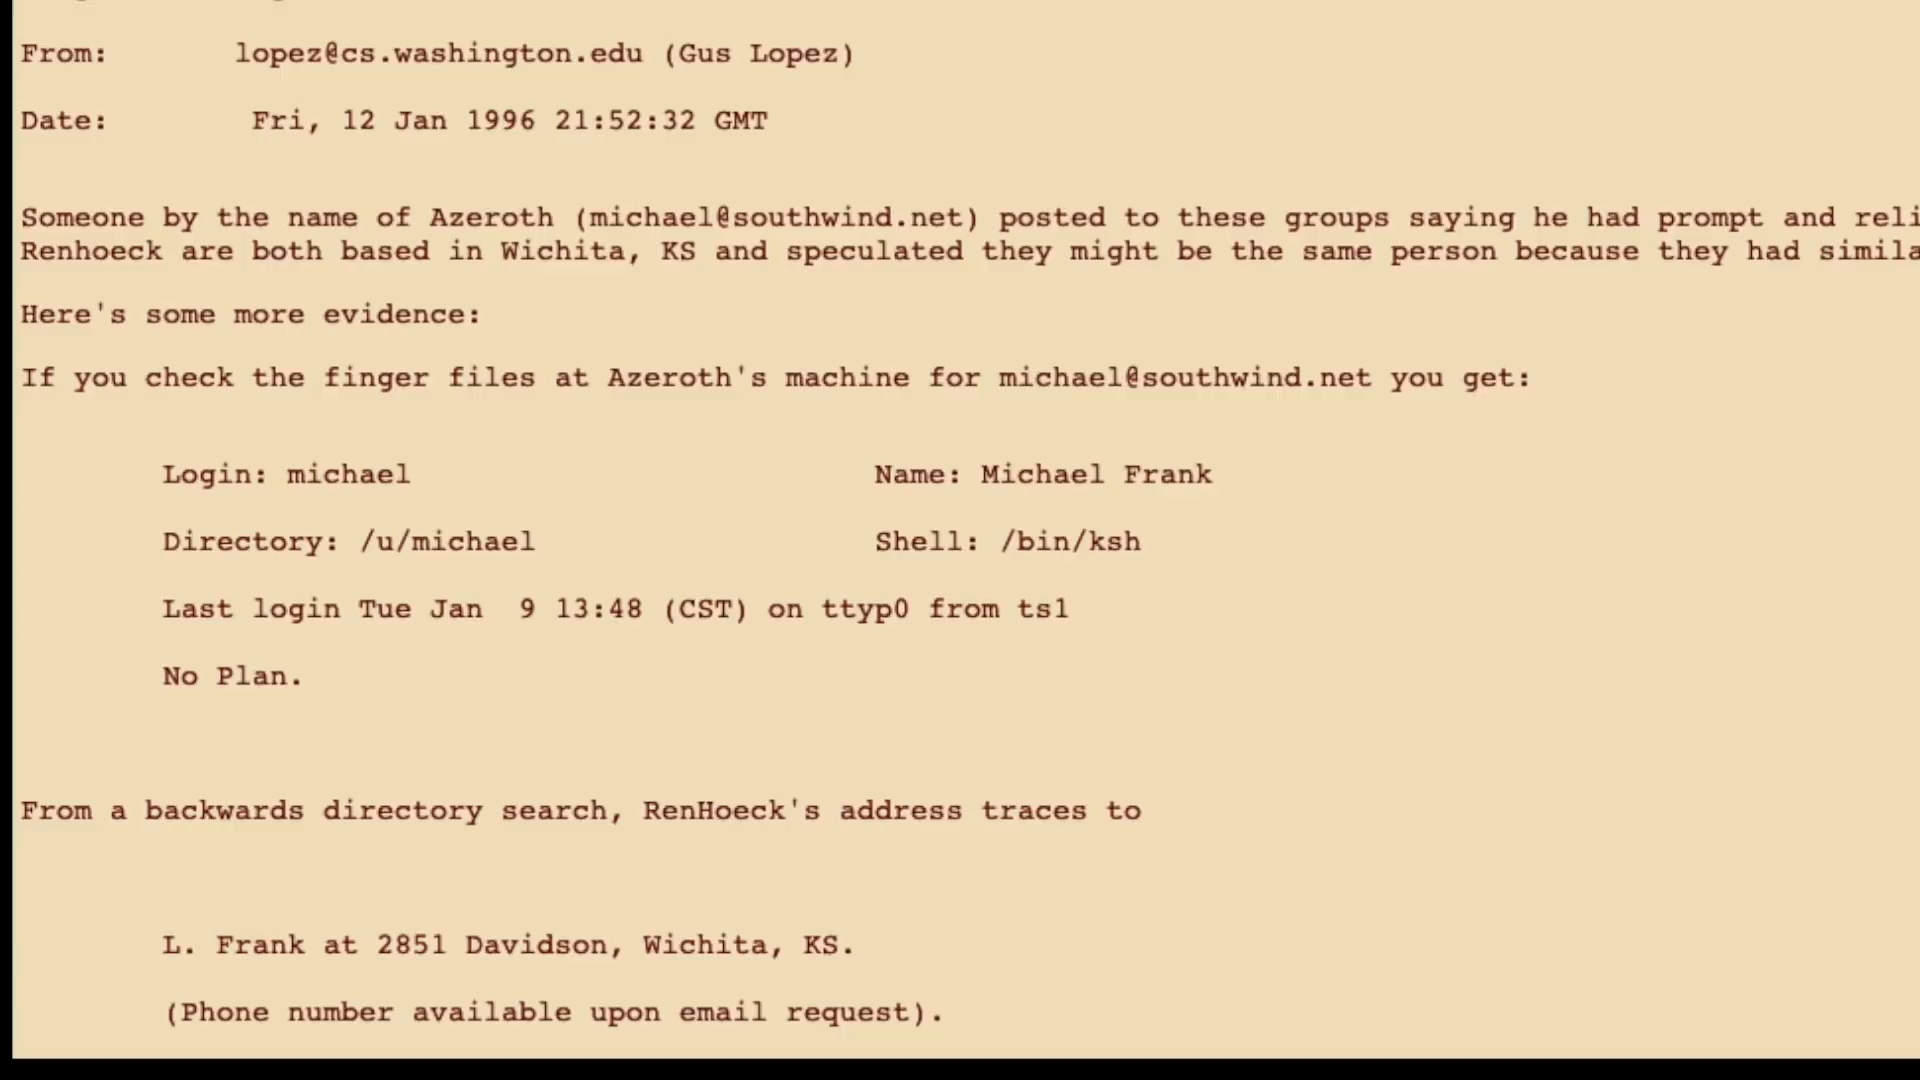 From: lopez@cs.washington.edu (Gus Lopez)
Date: Fri, 12 Jan 1996 21:52:32 GMT
Someone by the name of Azeroth (michael@southwind.net) posted to these groups saying he had prompt and reli
Renhoeck are both based in Wichita, KS and speculated they might be the same person because they had simila
Here's some more evidence:
If you check the finger files at Azeroth's machine for michael@southwind.net you get:
Login: michael Name: Michael Frank
Directory: /u/michael Shell: /bin/ksh
Last login Tue Jan  9 13:48 (CST) on ttyp0 from ts1
No Plan.
From a backwards directory search, RenHoeck's address traces to
L. Frank at 2851 Davidson, Wichita, KS.
(Phone number available upon email request).